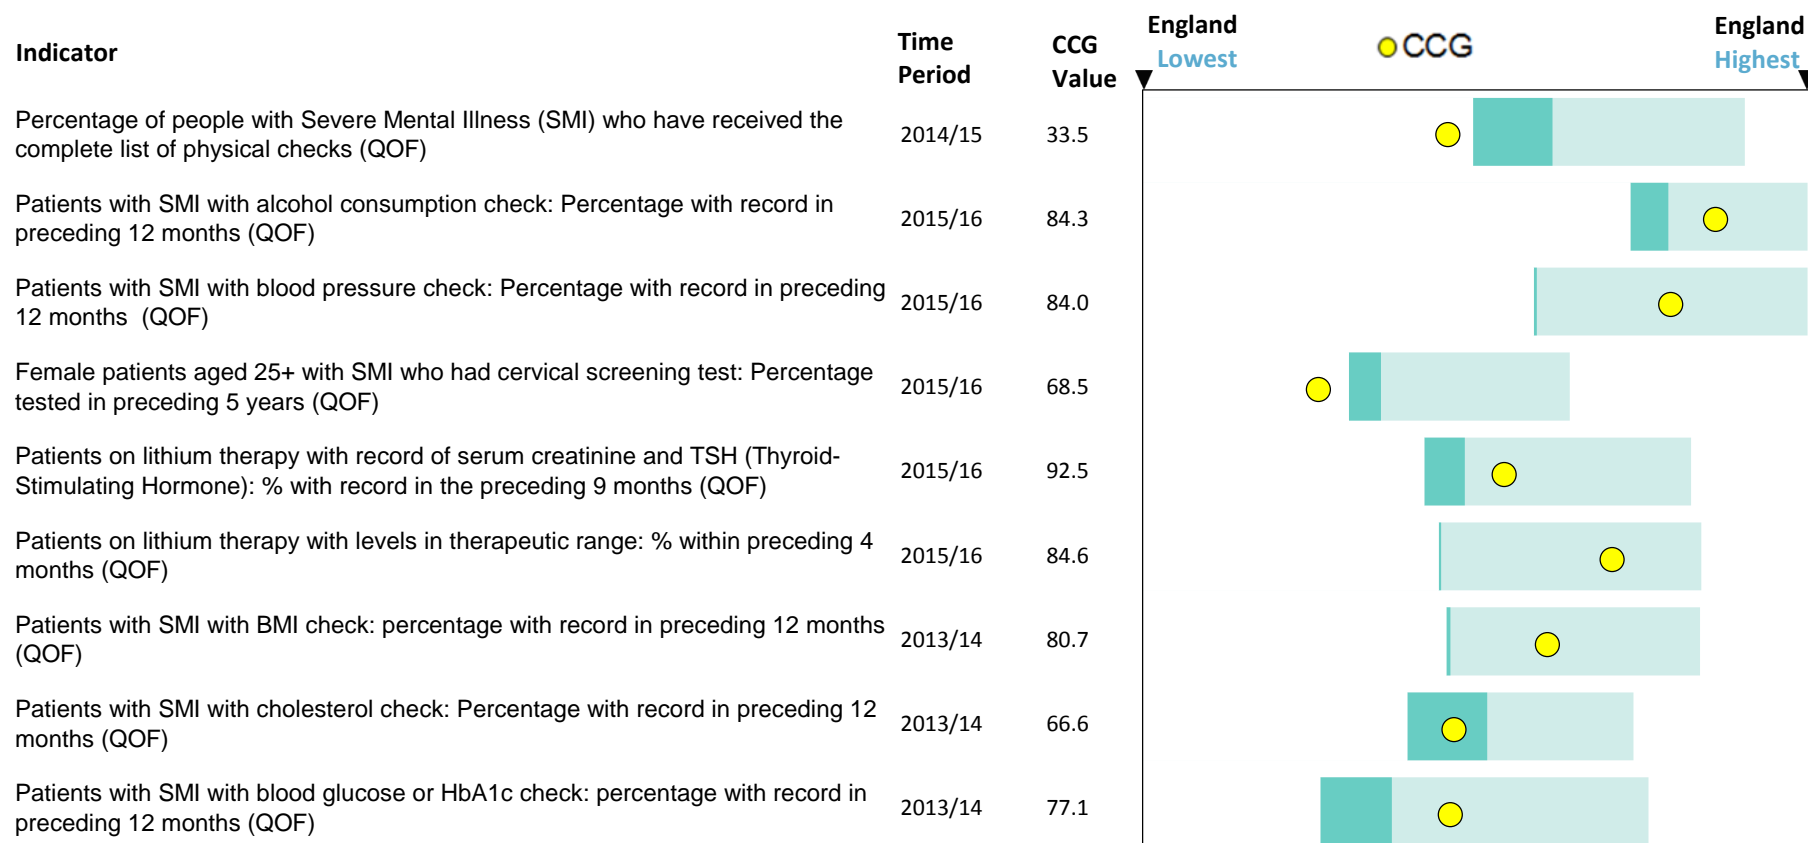 Indicator
Time
Period
CCG
Value
England
Lowest
CCG
England
Highest
Percentage of people with Severe Mental Illness (SMI) who have received the
complete list of physical checks (QOF)
2014/15
33.5
Patients with SMI with alcohol consumption check: Percentage with record in
preceding 12 months (QOF)
2015/16
84.3
Patients with SMI with blood pressure check: Percentage with record in preceding
12 months  (QOF)
2015/16
84.0
Female patients aged 25+ with SMI who had cervical screening test: Percentage
tested in preceding 5 years (QOF)
2015/16
68.5
Patients on lithium therapy with record of serum creatinine and TSH (Thyroid-
Stimulating Hormone): % with record in the preceding 9 months (QOF)
2015/16
92.5
Patients on lithium therapy with levels in therapeutic range: % within preceding 4
months (QOF)
2015/16
84.6
Patients with SMI with BMI check: percentage with record in preceding 12 months
(QOF)
2013/14
80.7
Patients with SMI with cholesterol check: Percentage with record in preceding 12
months (QOF)
2013/14
66.6
Patients with SMI with blood glucose or HbA1c check: percentage with record in
preceding 12 months (QOF)
2013/14
77.1